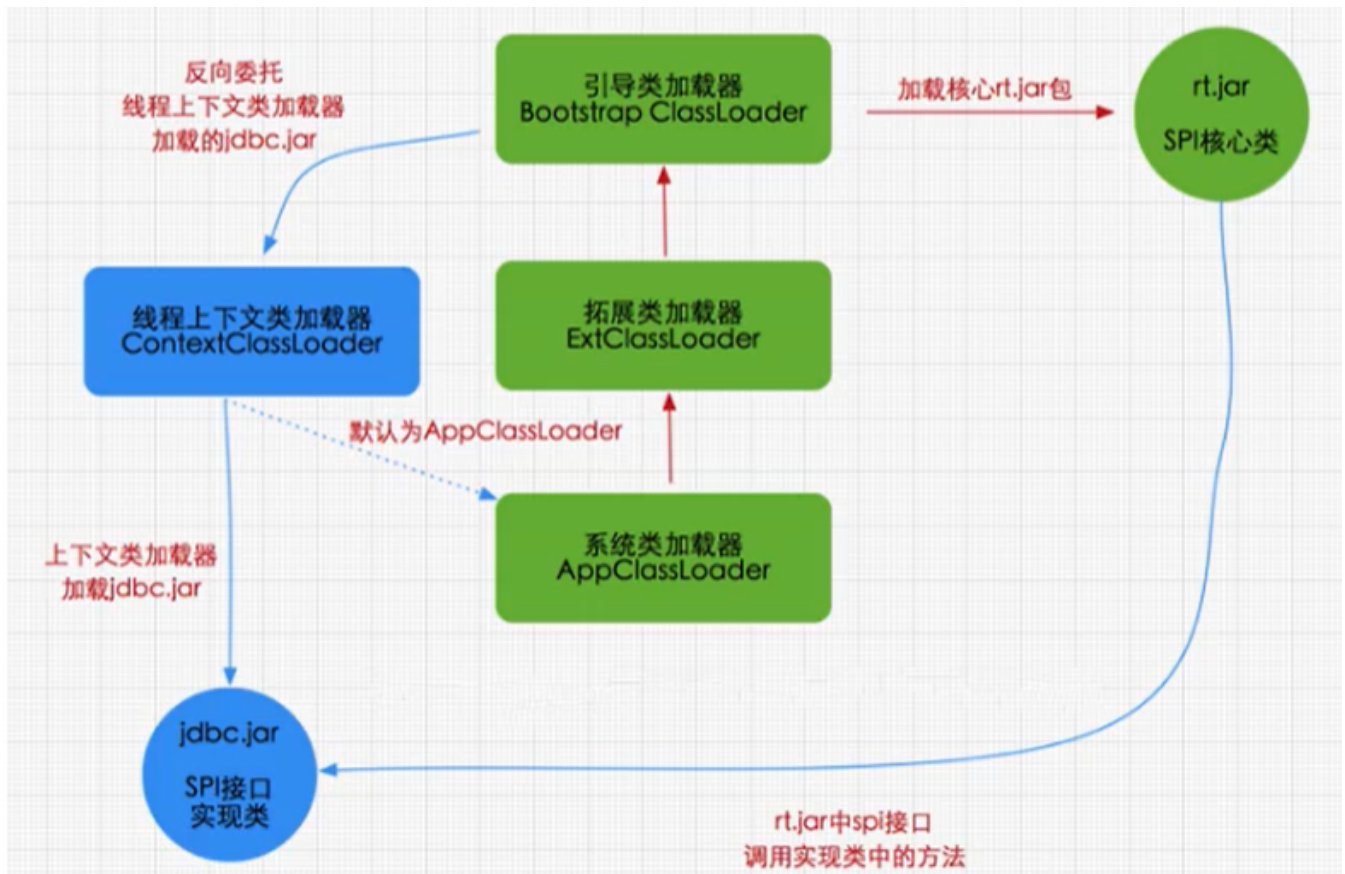 反向委托
线程上下文类加载器
加载的jdbc.jar
引导类加载器
Bootstrap ClassLoader
加载核心rt.jar包
rt.jar
SPI核心类
线程上下文类加载器
ContextClassLoader
拓展类加载器
ExtClassLoader
默认为AppClassLoader
系统类加载器
AppClassLoader
上下文类加载器
加载jdbc.jar
jdbc.jar
SPI接口
实现类
rt.jar中spi接口
调用实现类中的方法